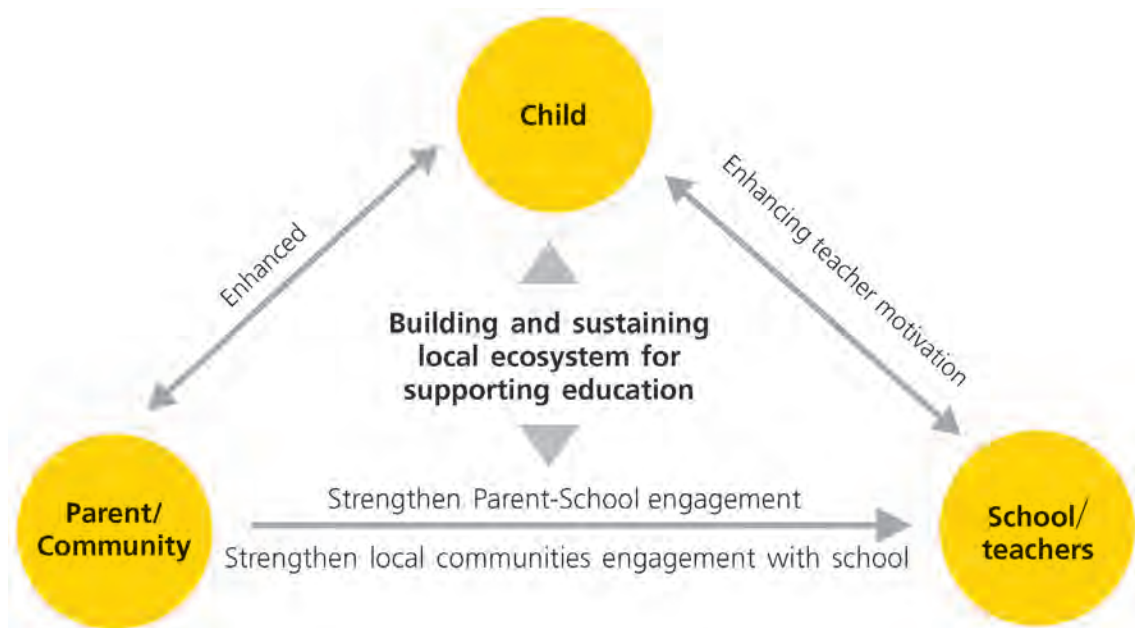 Child
Enhanced
Enhancing teacher motivation
Building and sustaining
local ecosystem for
supporting education
Parent/
Community
Strengthen Parent-School engagement
Strengthen local communities engagement with school
School/
teachers